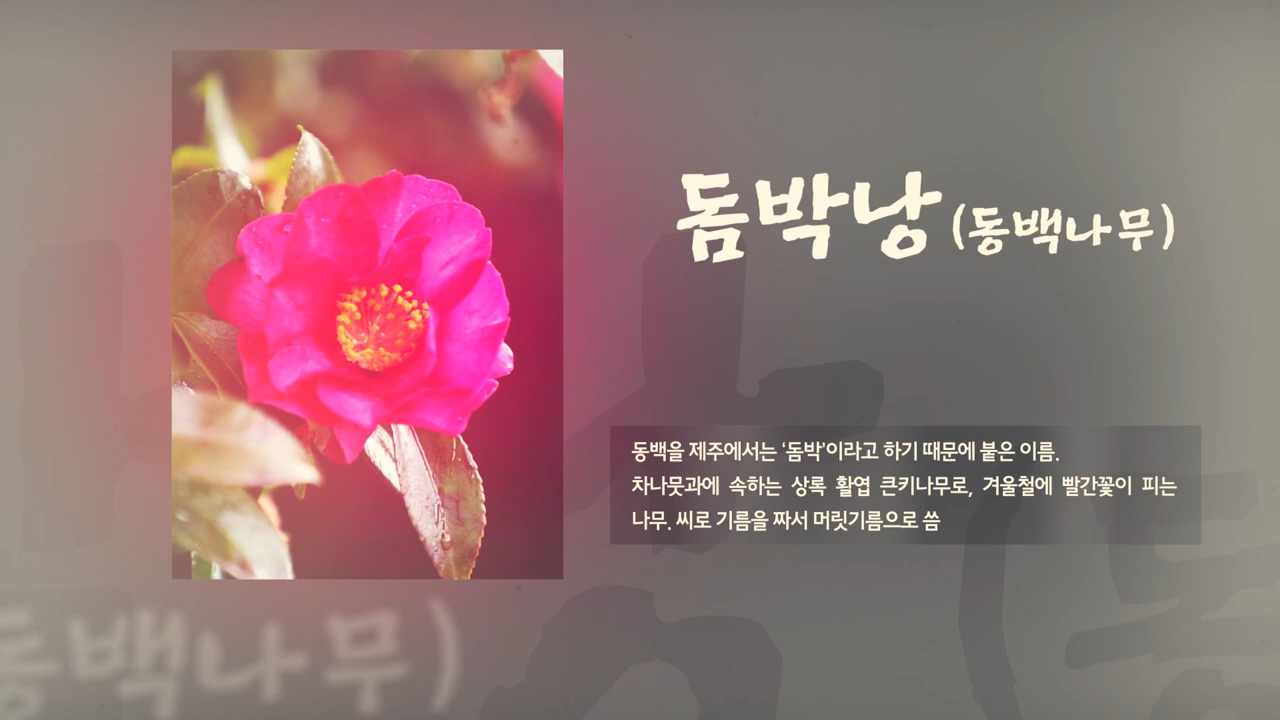 돔박낭 (동백나무)
동백을 제주에서는 '돔박'이라고 하기 때문에 붙은 이름.
차나뭇과에 속하는 상록 활엽 큰키나무로, 겨울철에 빨간꽃이 피는
나무. 씨로 기름을 짜서 머릿기름으로 씀
동백나무)